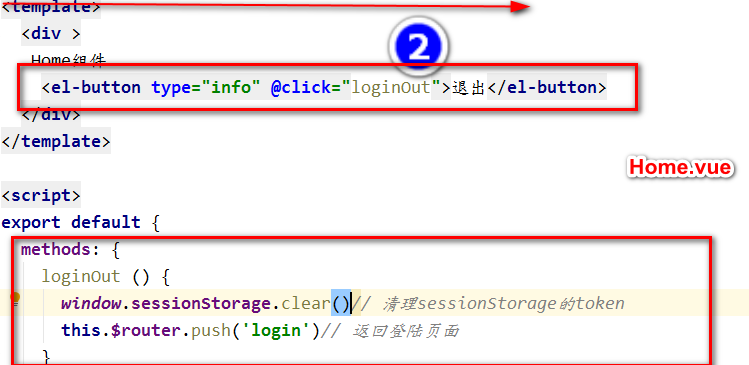 <template>
<div >
Home组件
2
<el-button type="info" @click="loginOut">退出</el-button>
</div>
</template>
Home.vue
<script>
export default {
methods: {
loginOut () {
window.sessionStorage.clear()// 清理sessionStorage的token
this.$router.push('login')// 返回登陆页面
}